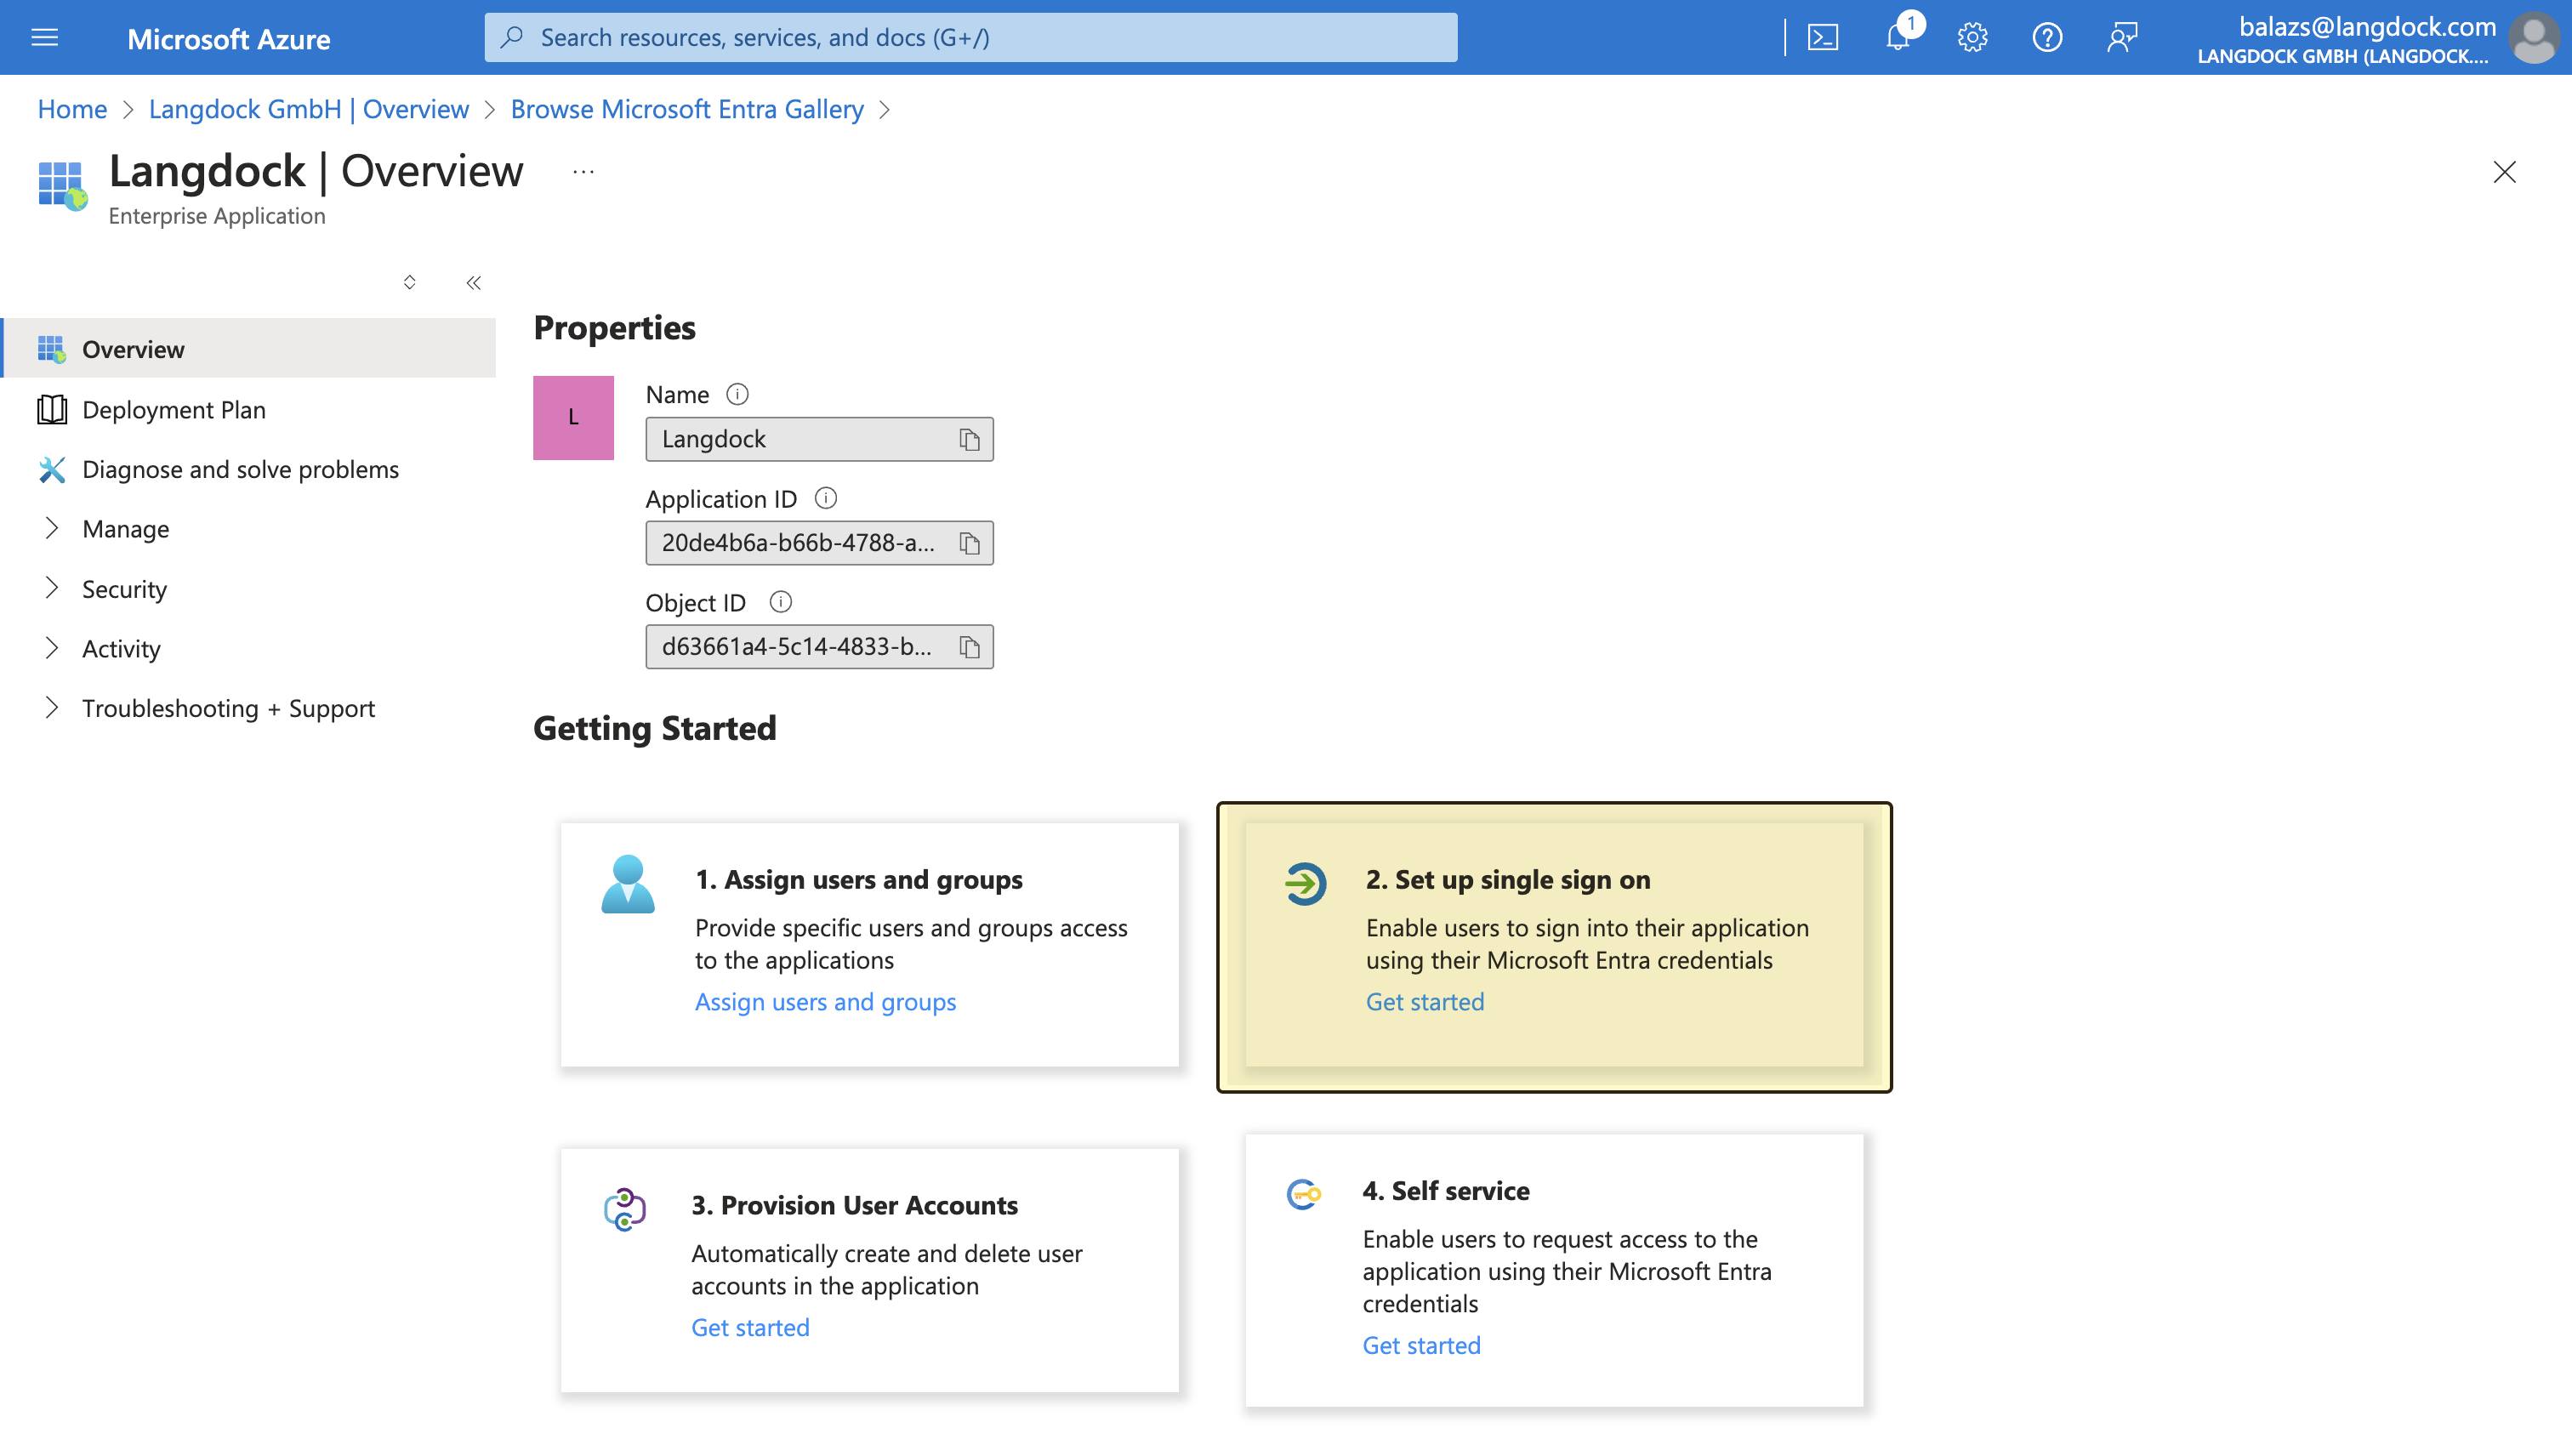 Microsoft Azure
Search resources, services, and docs (G+/)
1
balazs@langdock.com
LANGDOCK GMBH (LANGDOCK....
Home > Langdock GmbH | Overview > Browse Microsoft Entra Gallery >
Langdock | Overview ...
Enterprise Application
Overview
Deployment Plan
Diagnose and solve problems
Manage
Security
Activity
Troubleshooting + Support
Properties
L
Name
Langdock
Application ID
20de4b6a-b66b-4788-a...
Object ID
d63661a4-5c14-4833-b...
Getting Started
1. Assign users and groups
Provide specific users and groups access
to the applications
Assign users and groups
2. Set up single sign on
Enable users to sign into their application
using their Microsoft Entra credentials
Get started
3. Provision User Accounts
Automatically create and delete user
accounts in the application
Get started
4. Self service
Enable users to request access to the
application using their Microsoft Entra
credentials
Get started